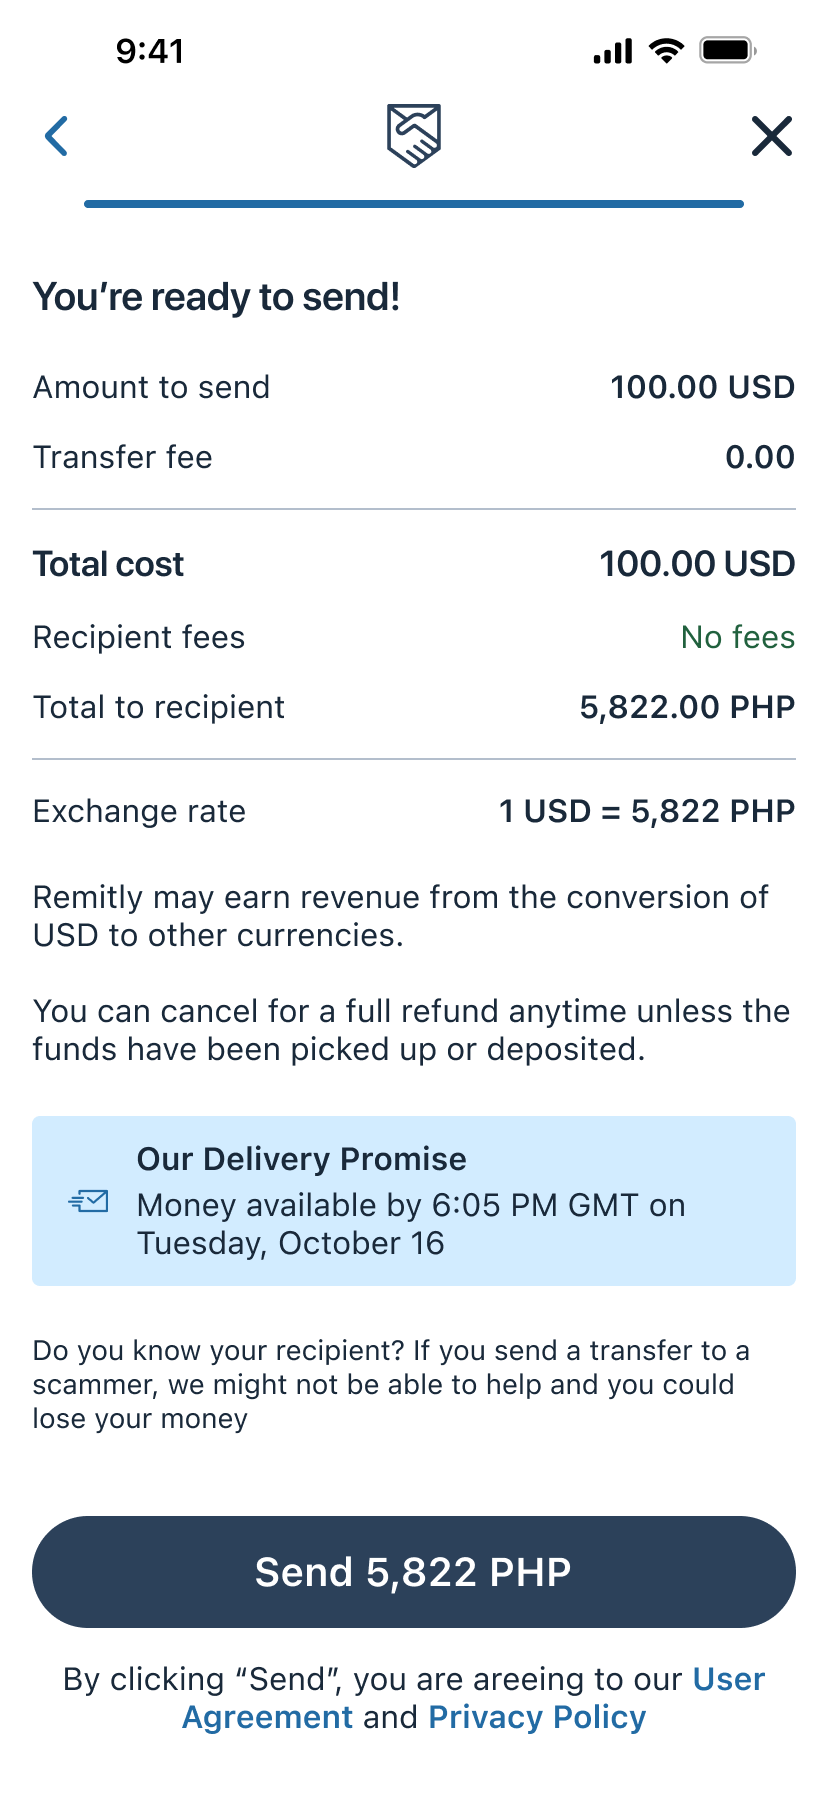 9:41
You're ready to send!
Amount to send 100.00 USD
Transfer fee 0.00
Total cost 100.00 USD
Recipient fees No fees
Total to recipient 5,822.00 PHP
Exchange rate 1 USD = 5,822 PHP
Remitly may earn revenue from the conversion of
USD to other currencies.
You can cancel for a full refund anytime unless the
funds have been picked up or deposited.
Our Delivery Promise
Money available by 6:05 PM GMT on
Tuesday, October 16
Do you know your recipient? If you send a transfer to a
scammer, we might not be able to help and you could
lose your money
Send 5,822 PHP
By clicking “Send”, you are areeing to our User
Agreement and Privacy Policy